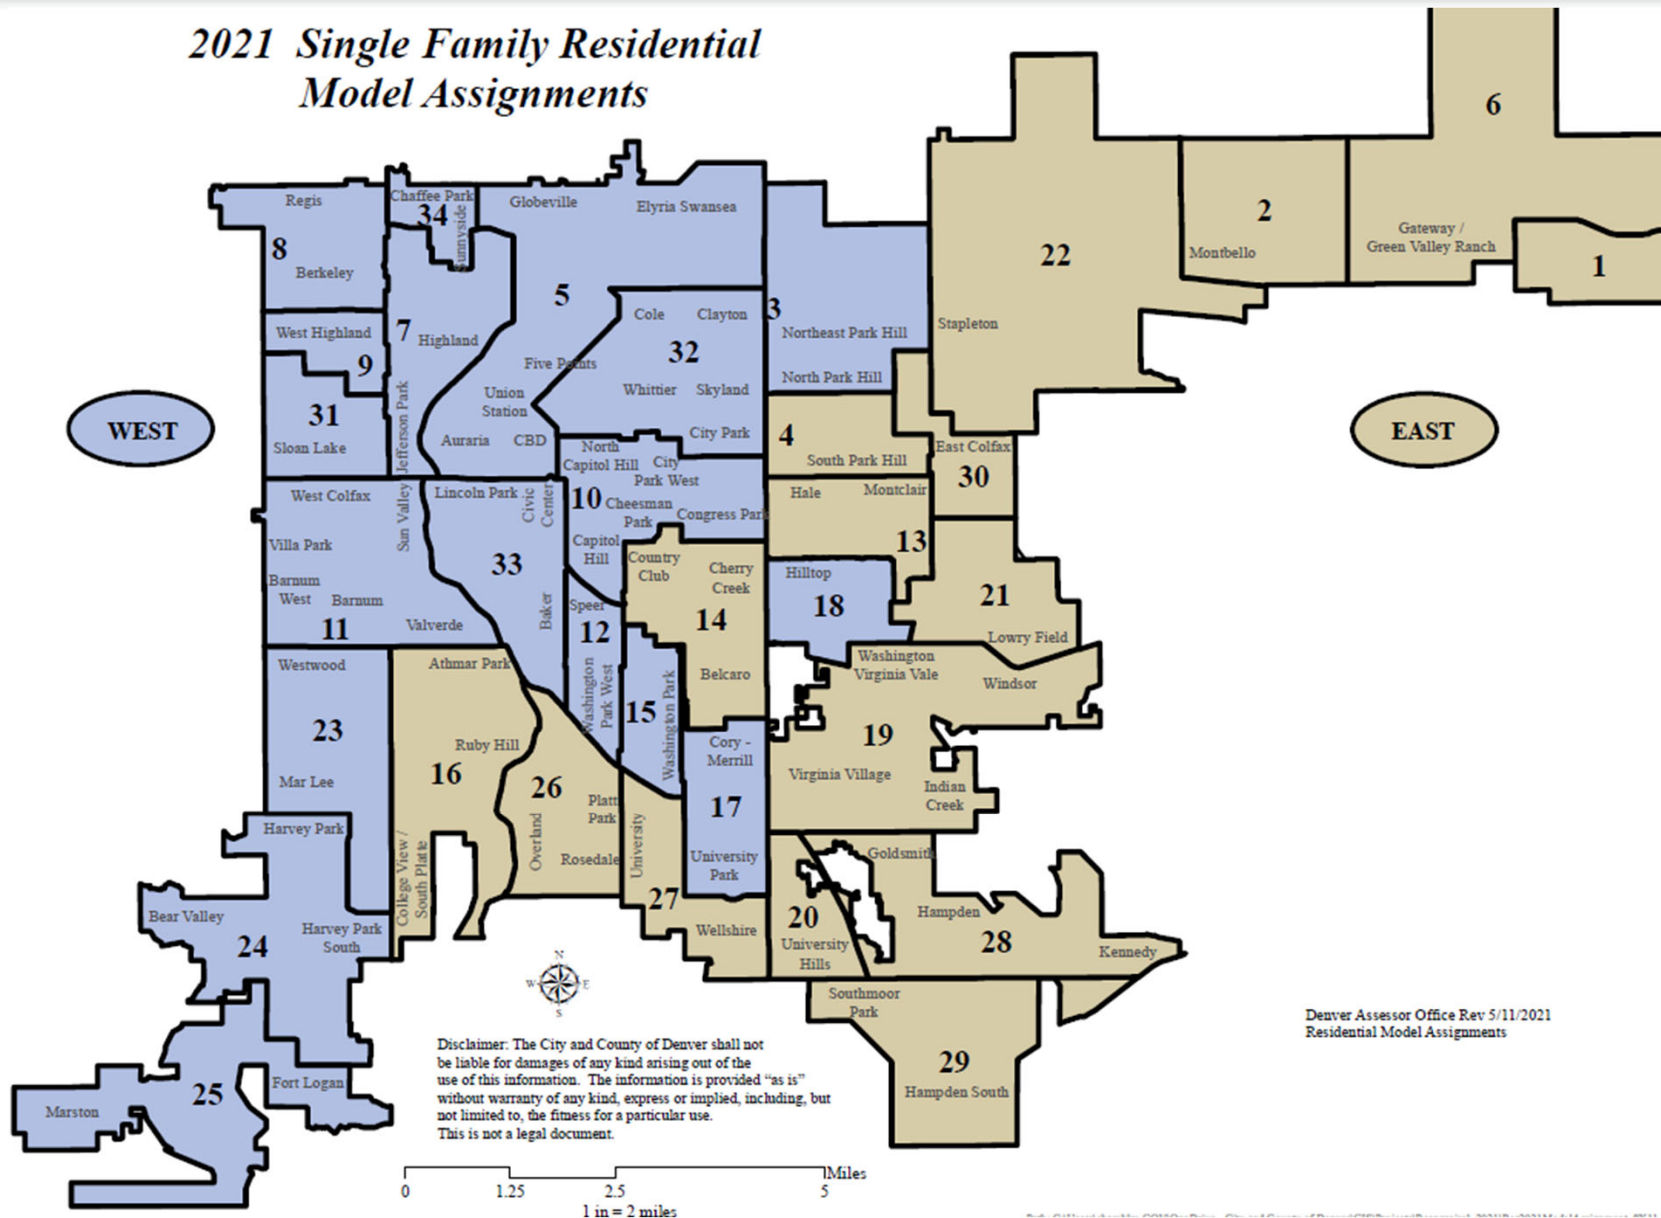 2021 Single Family Residential
Model Assignments
6
Regis
Chaffee Park
34
Sunnyside
Globeville
Elyria Swansea
8
Berkeley
5
22
2
Montbello
Gateway /
Green Valley Ranch
1
West Highland
9
7
Highland
Cole
Clayton
3
Northeast Park Hill
Stapleton
Five Points
32
North Park Hill
Whittier
Skyland
Union
Station
31
Sloan Lake
Jefferson Park
Auraria
CBD
City Park
4
South Park Hill
East Colfax
30
WEST
EAST
North
Capitol Hill
City
Park West
West Colfax
Sun Valley
Lincoln Park
Civic
Center
10
Cheesman
Park
Congress Park
Hale
Montclair
13
Villa Park
33
Capitol
Hill
Country
Club
Cherry
Creek
Hilltop
18
21
Lowry Field
Barnum
West
Barnum
11
Valverde
Baker
Speer
12
14
Westwood
Athmar Park
Washington
Park West
15
Washington Park
Belcaro
Washington
Virginia Vale
Windsor
23
Mar Lee
Ruby Hill
16
26
Platt
Park
Cory -
Merrill
17
19
Virginia Village
Indian
Creek
Harvey Park
College View /
South Platte
Overland
Rosedale
University
27
University
Park
Goldsmith
Bear Valley
24
Harvey Park
South
Wellshire
20
University
Hills
Hampden
28
Kennedy
N
W
E
S
Southmoor
Park
29
Hampden South
25
Fort Logan
Marston
Denver Assessor Office Rev 5/11/2021
Residential Model Assignments
Disclaimer: The City and County of Denver shall not
be liable for damages of any kind arising out of the
use of this information. The information is provided “as is”
without warranty of any kind, express or implied, including, but
not limited to, the fitness for a particular use.
This is not a legal document.
Miles
0
1.25
2.5
5
1 in = 2 miles